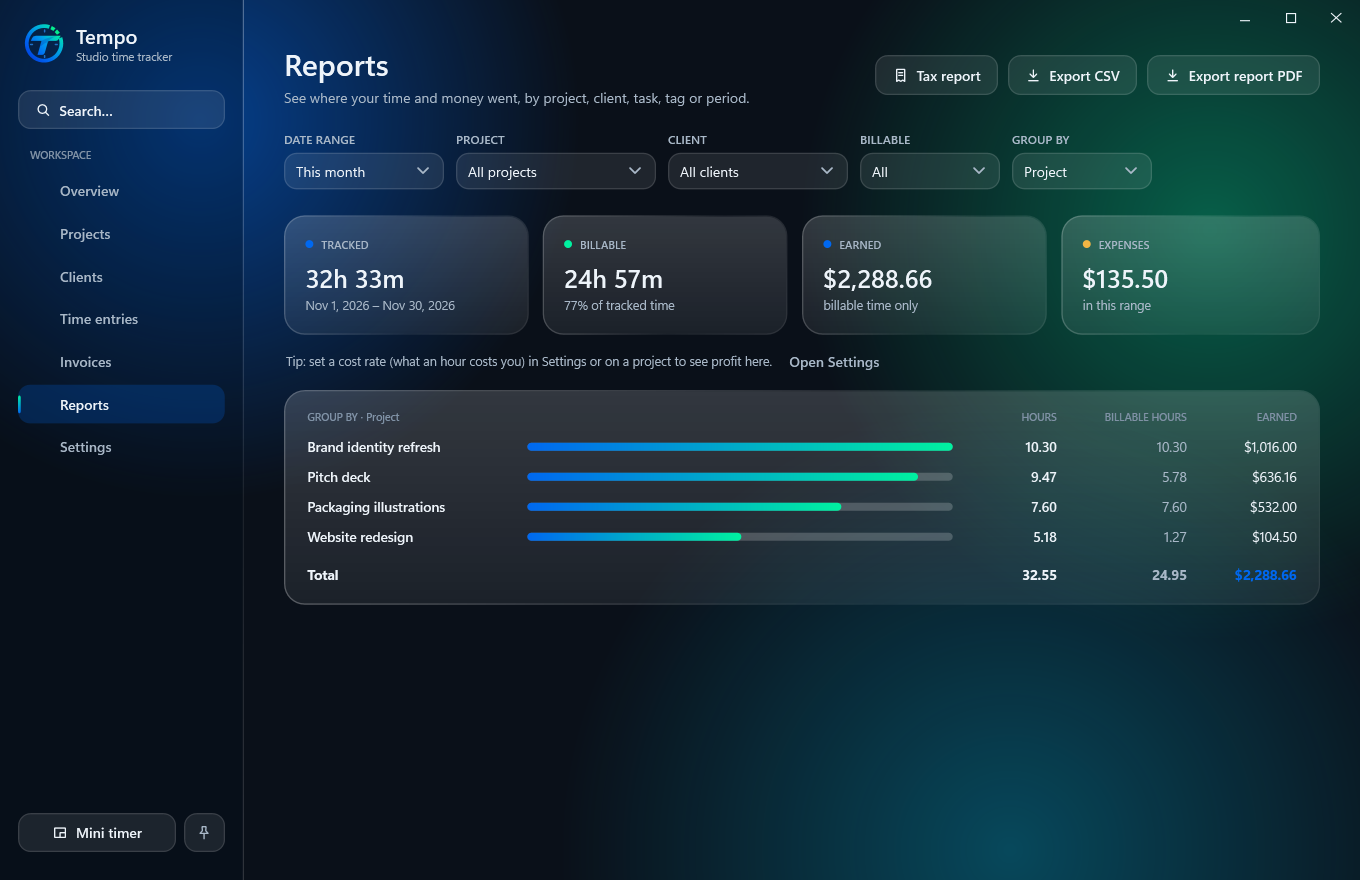 Tempo
Studio time tracker
Search...
WORKSPACE
Overview
Projects
Clients
Time entries
Invoices
Reports
Settings
Mini timer
Reports
See where your time and money went, by project, client, task, tag or period.
Tax report
Export CSV
Export report PDF
DATE RANGE PROJECT CLIENT BILLABLE GROUP BY
This month All projects All clients All Project
TRACKED
32h 33m
Nov 1, 2026 – Nov 30, 2026
BILLABLE
24h 57m
77% of tracked time
EARNED
$2,288.66
billable time only
EXPENSES
$135.50
in this range
Tip: set a cost rate (what an hour costs you) in Settings or on a project to see profit here. Open Settings
GROUP BY · Project HOURS BILLABLE HOURS EARNED
Brand identity refresh 10.30 10.30 $1,016.00
Pitch deck 9.47 5.78 $636.16
Packaging illustrations 7.60 7.60 $532.00
Website redesign 5.18 1.27 $104.50
Total 32.55 24.95 $2,288.66